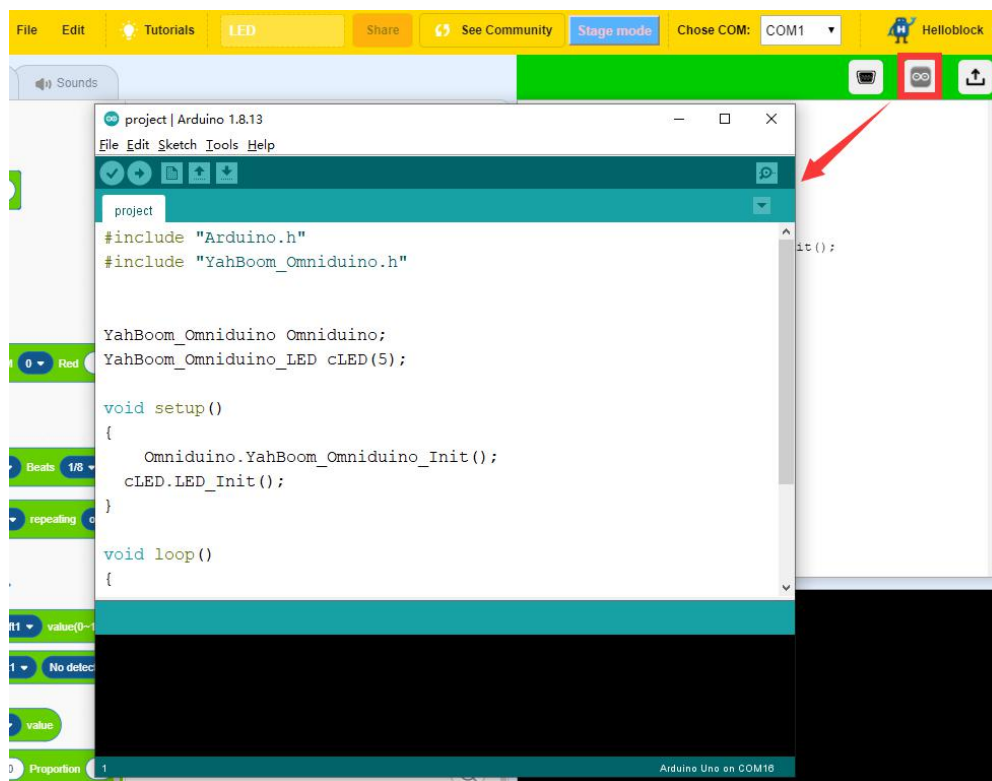 File Edit Tutorials LED Share See Community Stage mode Chose COM: COM1 Helloblock
Sounds
project | Arduino 1.8.13
File Edit Sketch Tools Help
project
#include "Arduino.h"
#include "YahBoom_Omniduino.h"
it();
YahBoom_Omniduino Omniduino;
YahBoom_Omniduino_LED cLED(5);
0 Red
void setup()
{
Omniduino.YahBoom_Omniduino_Init();
Beats 1/8
cLED.LED_Init();
}
repeating
void loop()
{
value(0~1
No detec
value
Proportion
1 Arduino Uno on COM16